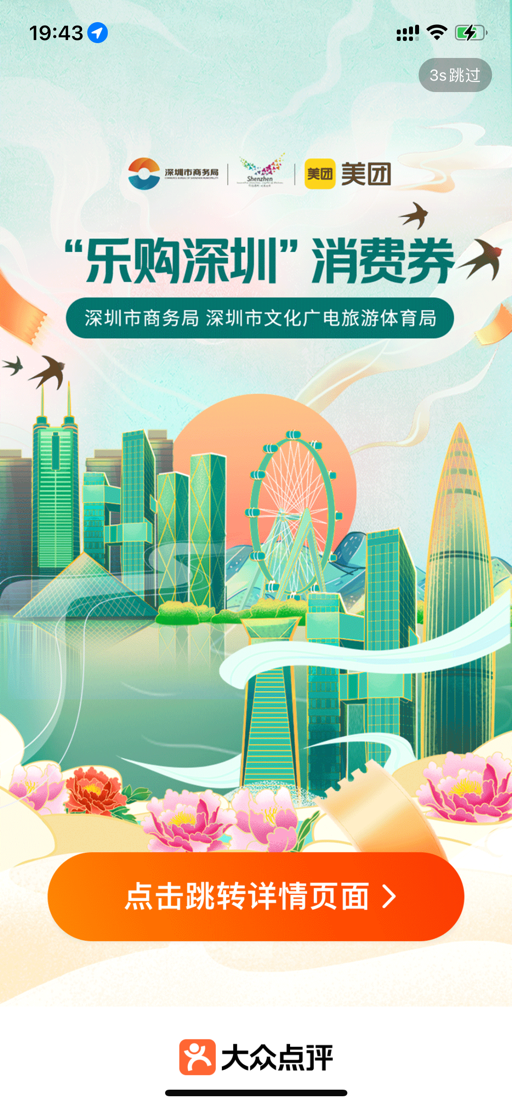 19:43
3s跳过
深圳市商务局
Shenzhen
美团 美团
“乐购深圳”消费券
深圳市商务局 深圳市文化广电旅游体育局
点击跳转详情页面
大众点评